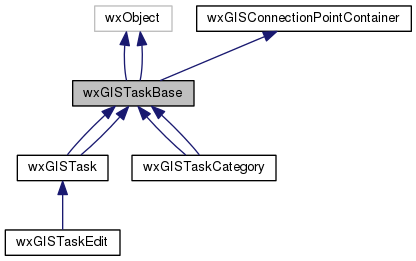 wxObject
wxGISConnectionPointContainer
wxGISTaskBase
wxGISTask
wxGISTaskCategory
wxGISTaskEdit